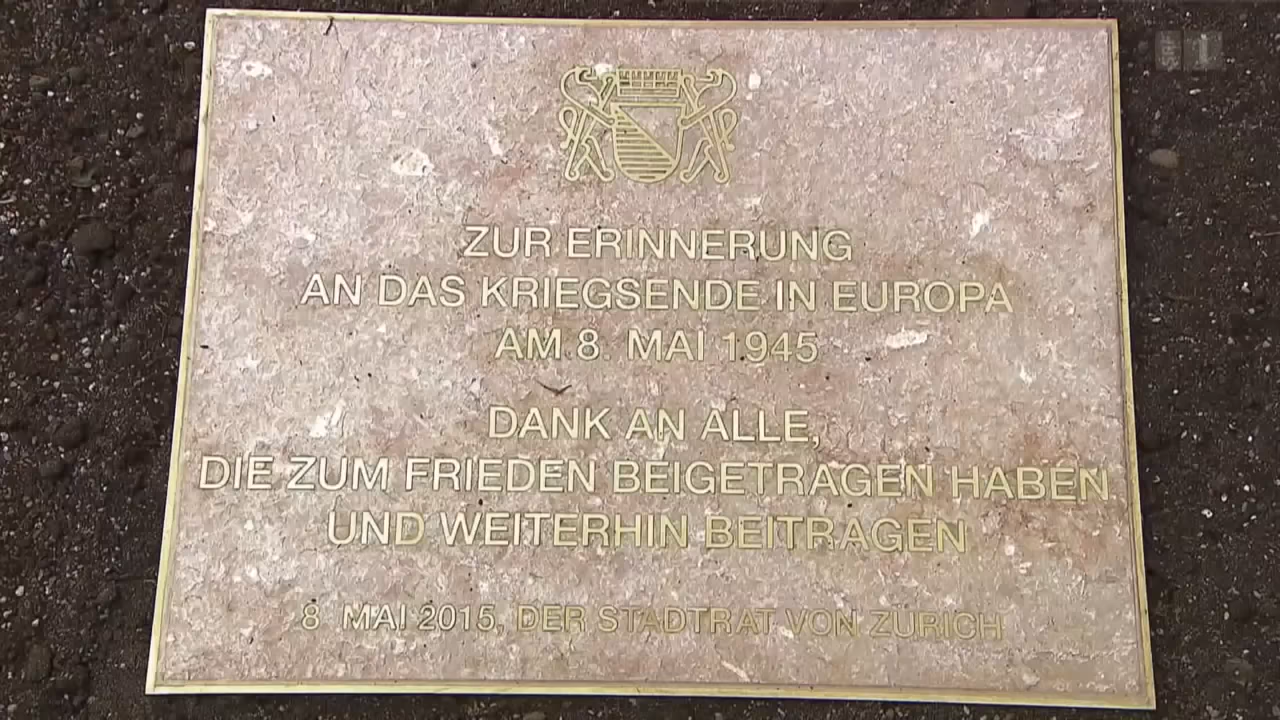 ZUR ERINNERUNG
AN DAS KRIEGSENDE IN EUROPA
AM 8. MAI 1945
DANK AN ALLE,
DIE ZUM FRIEDEN BEIGETRAGEN HABEN
UND WEITERHIN BEITRAGEN
8. MAI 2015, DER STADTRAT VON ZÜRICH